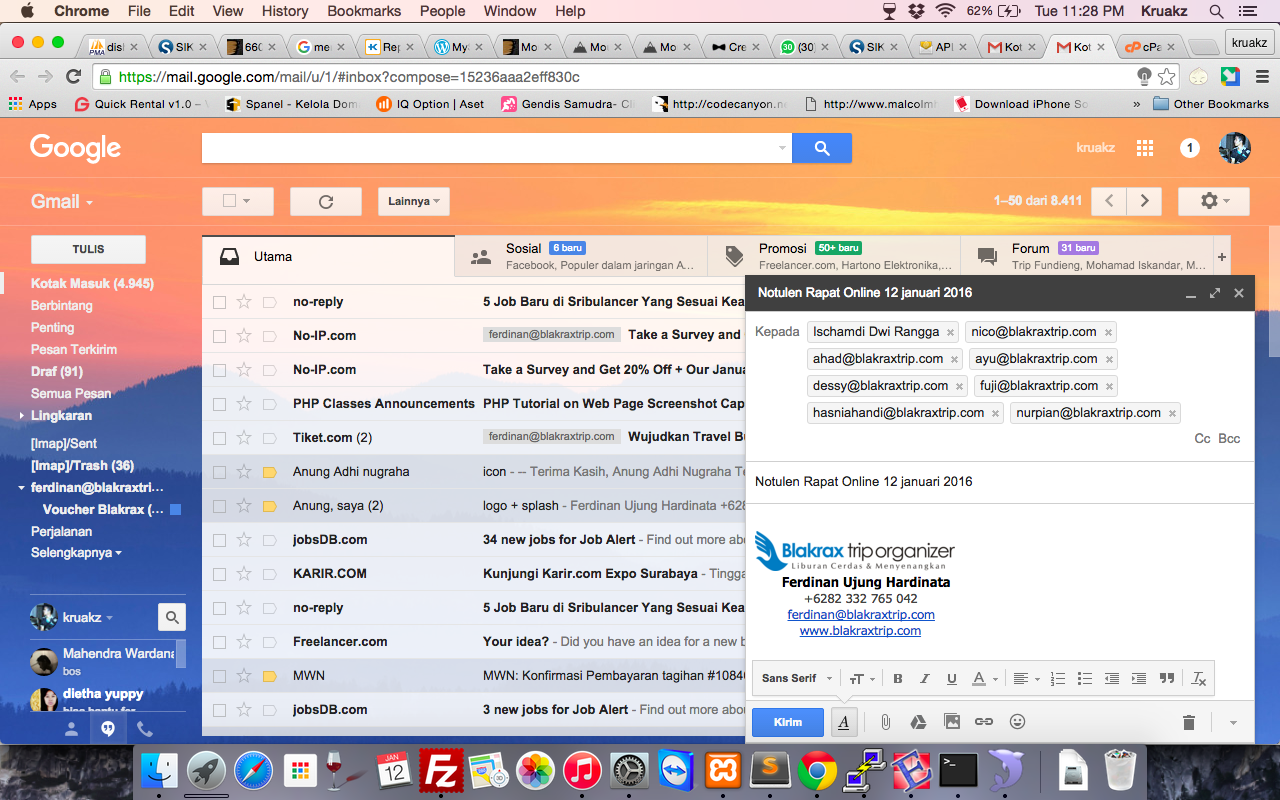 Chrome File Edit View History Bookmarks People Window Help 62% Tue 11:28 PM Kruakz
SIK 660 Rep Mo Mo Mo Cre (30) SIK API Kot Kot cPa kruakz
https://mail.google.com/mail/u/1/#inbox?compose=15236aaa2eff830c
Apps Quick Rental v1.0 – Spanel - Kelola Dom IQ Option | Aset Gendis Samudra- Cli http://codecanyon.ne http://www.malcolmh Download iPhone So » Other Bookmarks
Google kruakz 1
Gmail Lainnya 1–50 dari 8.411
TULIS
Kotak Masuk (4.945)
Berbintang
Penting
Pesan Terkirim
Draf (91)
Semua Pesan
Lingkaran
[Imap]/Sent
[Imap]/Trash (36)
ferdinan@blakraxtri...
Voucher Blakrax (...
Perjalanan
Selengkapnya
kruakz
Mahendra Wardana
bos
dietha yuppy
Utama
Sosial 6 baru
Facebook, Populer dalam jaringan A...
Promosi 50+ baru
Freelancer.com, Hartono Elektronika,...
Forum 31 baru
Trip Fundieng, Mohamad Iskandar, M...
+
no-reply 5 Job Baru di Sribulancer Yang Sesuai Kea
No-IP.com ferdinan@blakraxtrip.com Take a Survey and
No-IP.com Take a Survey and Get 20% Off + Our Janua
PHP Classes Announcements PHP Tutorial on Web Page Screenshot Cap
Tiket.com (2) ferdinan@blakraxtrip.com Wujudkan Travel B
Anung Adhi nugraha icon - -- Terima Kasih, Anung Adhi Nugraha Te
Anung, saya (2) logo + splash - Ferdinan Ujung Hardinata +628
jobsDB.com 34 new jobs for Job Alert - Find out more abo
KARIR.COM Kunjungi Karir.com Expo Surabaya - Tingga
no-reply 5 Job Baru di Sribulancer Yang Sesuai Kea
Freelancer.com Your idea? - Did you have an idea for a new b
MWN MWN: Konfirmasi Pembayaran tagihan #10840
jobsDB.com 3 new jobs for Job Alert - Find out more abou
Notulen Rapat Online 12 januari 2016
Kepada Ischamdi Dwi Rangga × nico@blakraxtrip.com ×
ahad@blakraxtrip.com × ayu@blakraxtrip.com ×
dessy@blakraxtrip.com × fuji@blakraxtrip.com ×
hasniahandi@blakraxtrip.com × nurpian@blakraxtrip.com ×
Cc Bcc
Notulen Rapat Online 12 januari 2016
Blakrax trip organizer
Liburan Cerdas & Menyenangkan
Ferdinan Ujung Hardinata
+6282 332 765 042
ferdinan@blakraxtrip.com
www.blakraxtrip.com
Sans Serif B I U A
Kirim A
JAN
12